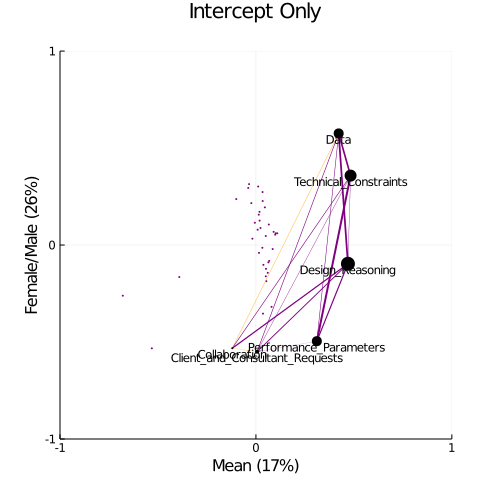 Intercept Only
1
Data
Technical_Constraints
Female/Male (26%)
0
Design_Reasoning
Performance_Parameters
Collaboration
Client_and_Consultant_Requests
-1
-1
0
1
Mean (17%)